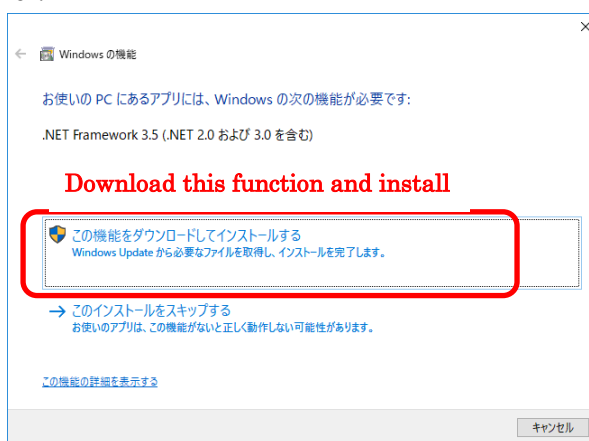 Windows の機能
お使いの PC にあるアプリには、Windows の次の機能が必要です:
.NET Framework 3.5 (.NET 2.0 および 3.0 を含む)
Download this function and install
この機能をダウンロードしてインストールする
Windows Update から必要なファイルを取得し、インストールを完了します。
このインストールをスキップする
お使いのアプリは、この機能がないと正しく動作しない可能性があります。
この機能の詳細を表示する
キャンセル